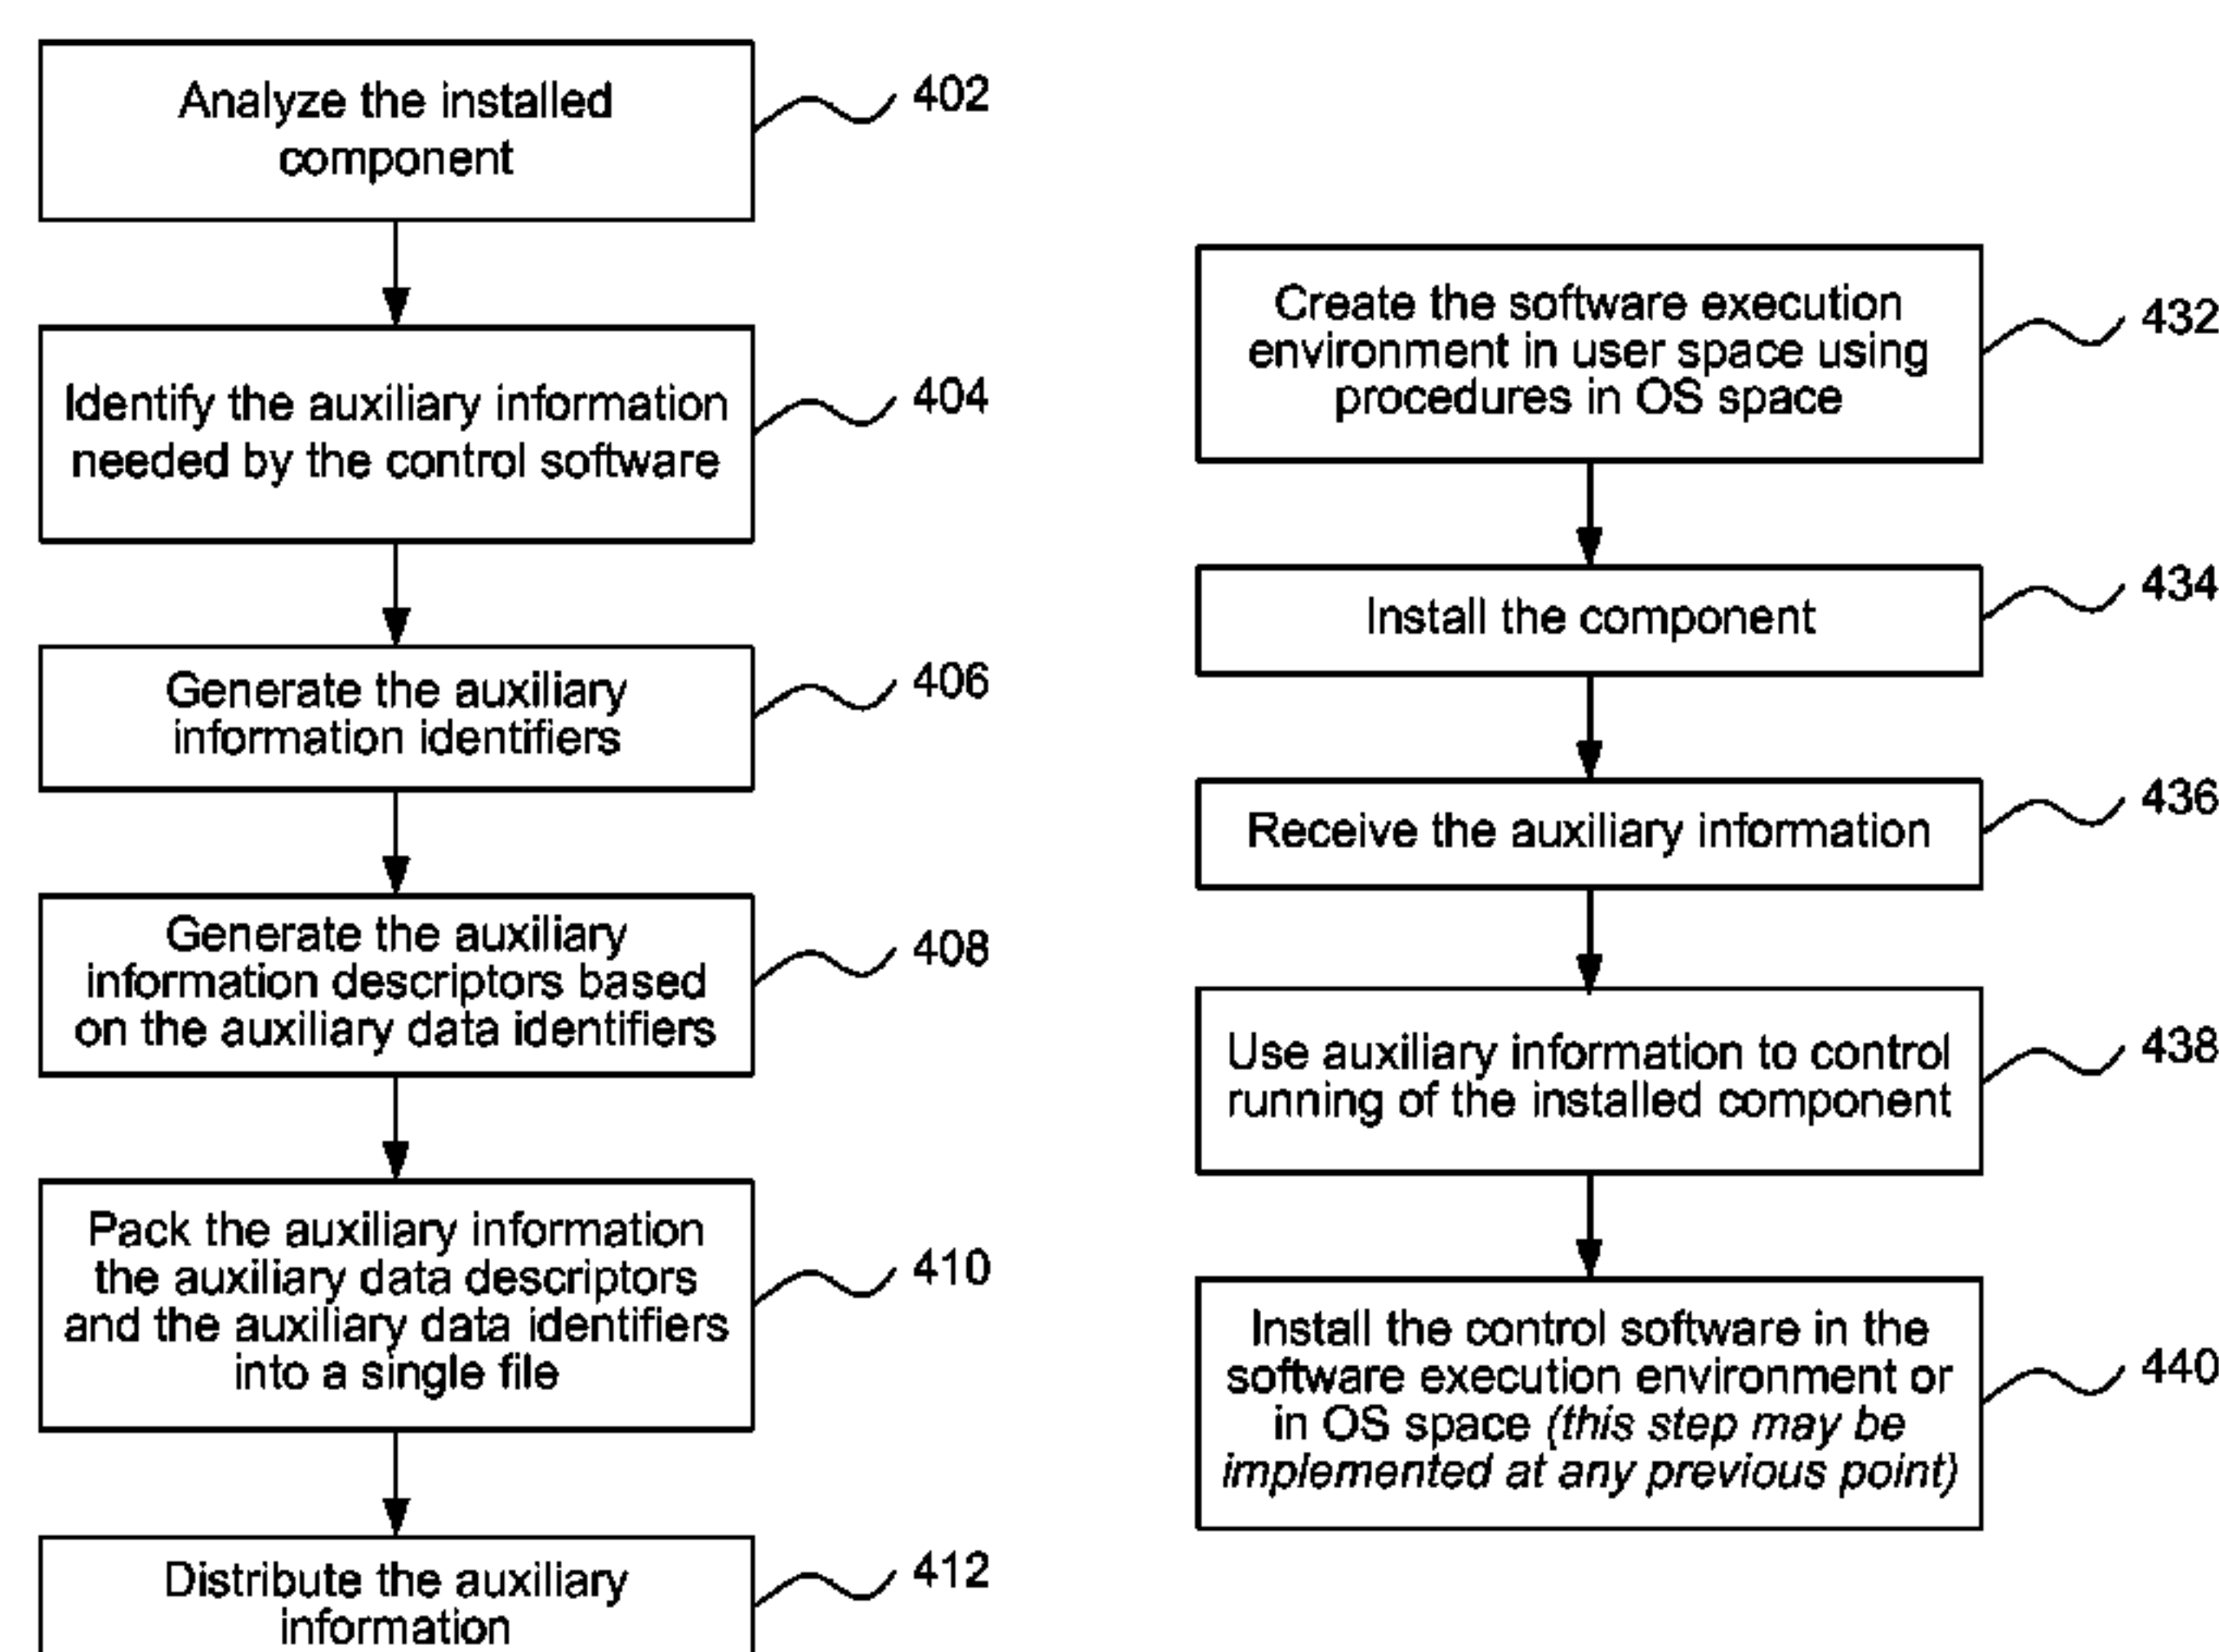 Analyze the installed
component
402
Identify the auxiliary information
needed by the control software
404
Generate the auxiliary
information identifiers
406
Generate the auxiliary
information descriptors based
on the auxiliary data identifiers
408
Pack the auxiliary information
the auxiliary data descriptors
and the auxiliary data identifiers
into a single file
410
Distribute the auxiliary
information
412
Create the software execution
environment in user space using
procedures in OS space
432
Install the component
434
Receive the auxiliary information
436
Use auxiliary information to control
running of the installed component
438
Install the control software in the
software execution environment or
in OS space (this step may be
implemented at any previous point)
440